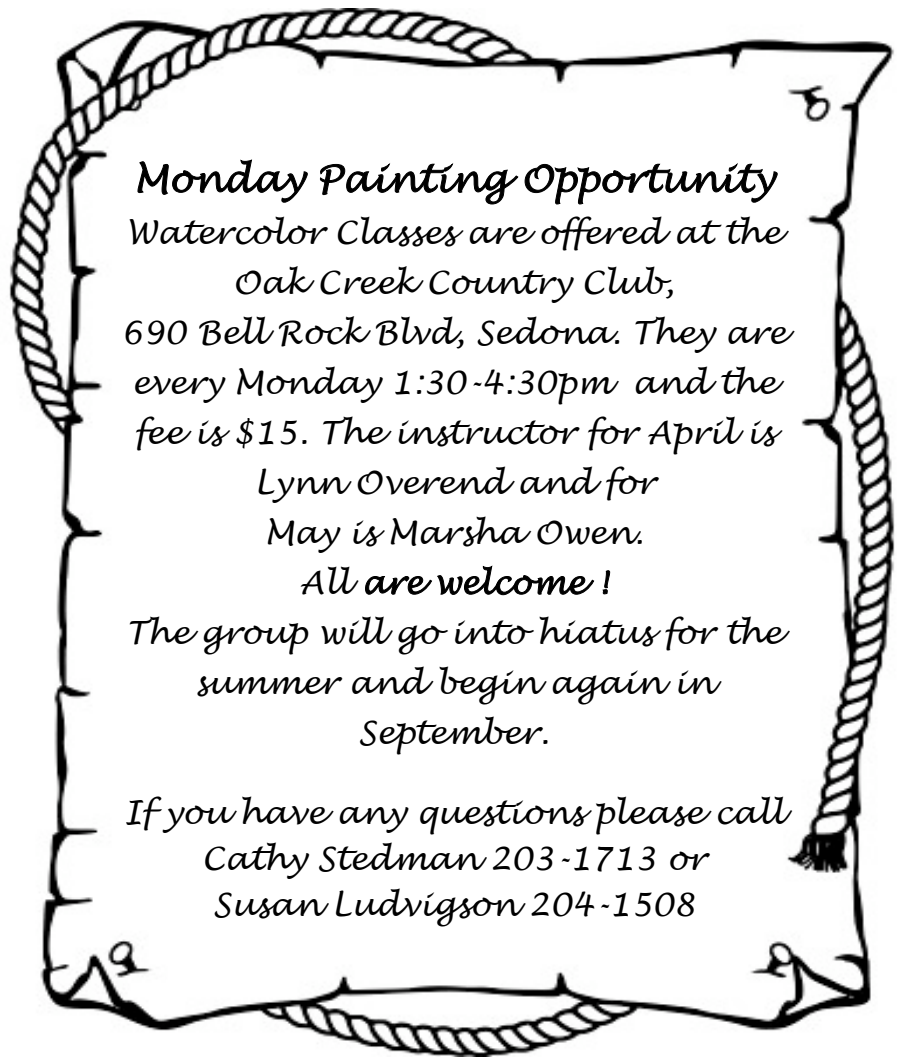 Monday Painting Opportunity
Watercolor Classes are offered at the
Oak Creek Country Club,
690 Bell Rock Blvd, Sedona. They are
every Monday 1:30-4:30pm and the
fee is $15. The instructor for April is
Lynn Overend and for
May is Marsha Owen.
All are welcome !
The group will go into hiatus for the
summer and begin again in
September.
If you have any questions please call
Cathy Stedman 203-1713 or
Susan Ludvigson 204-1508